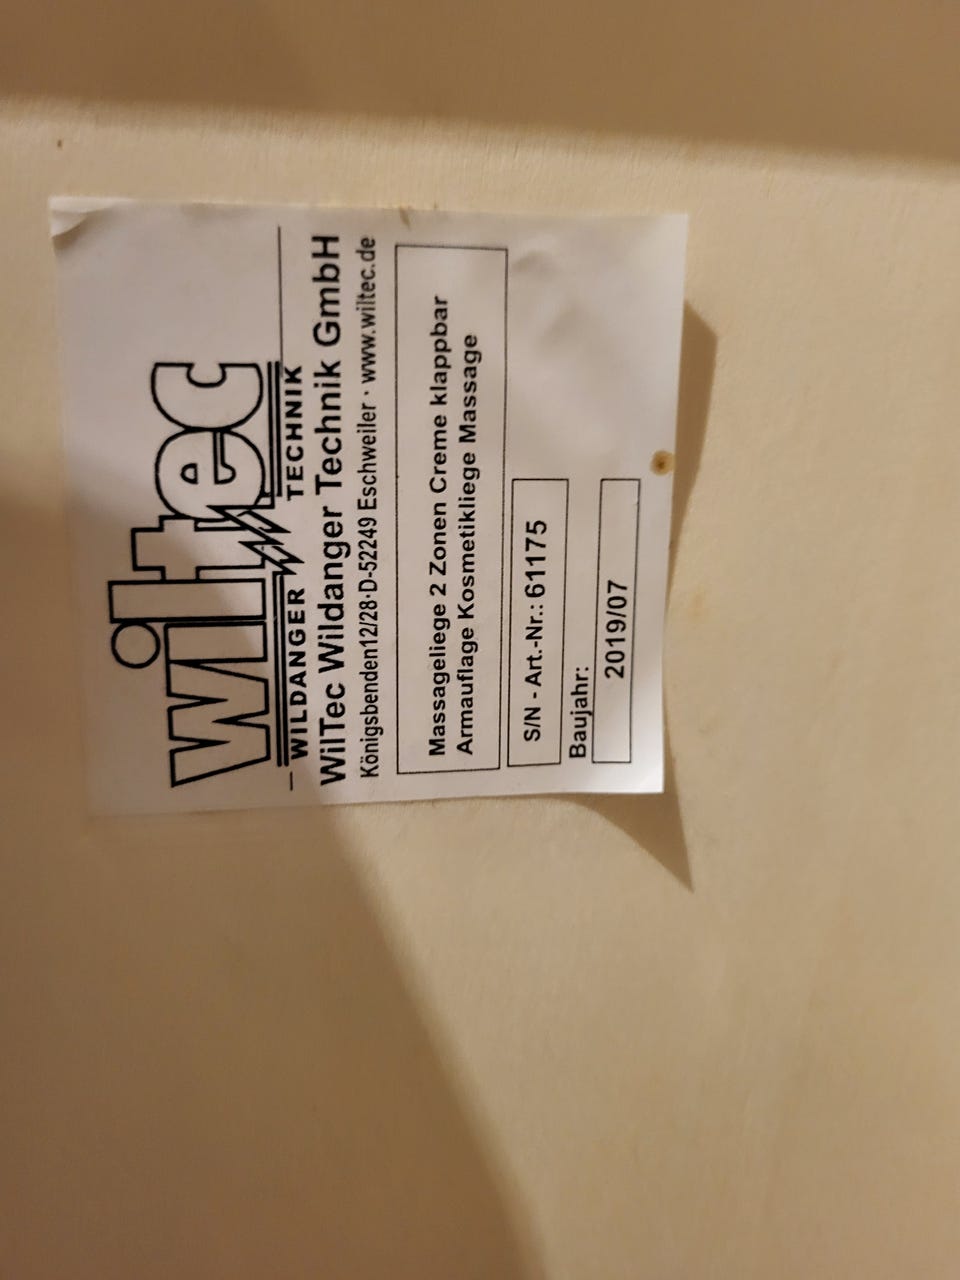 wiltec
WILDANGER TECHNIK
WilTec Wildanger Technik GmbH
Königsbenden12/28·D-52249 Eschweiler · www.wiltec.de
Massageliege 2 Zonen Creme klappbar
Armauflage Kosmetikliege Massage
S/N - Art.-Nr.: 61175
Baujahr:
2019/07